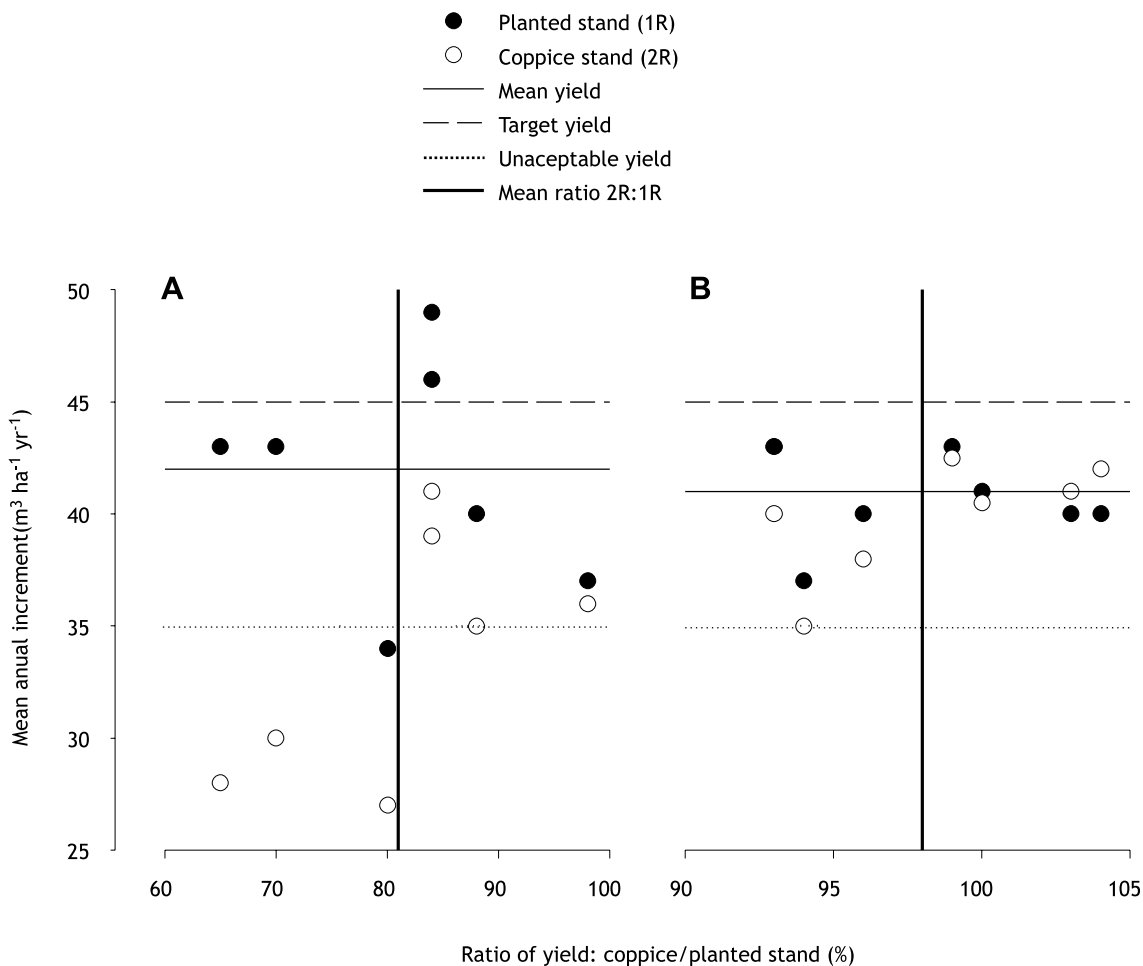 Planted stand (1R)
Coppice stand (2R)
Mean yield
Target yield
Unaceptable yield
Mean ratio 2R:1R
A
B
50
45
40
35
30
25
Mean anual increment(m³ ha⁻¹ yr⁻¹)
60 70 80 90 100
90 95 100 105
Ratio of yield: coppice/planted stand (%)